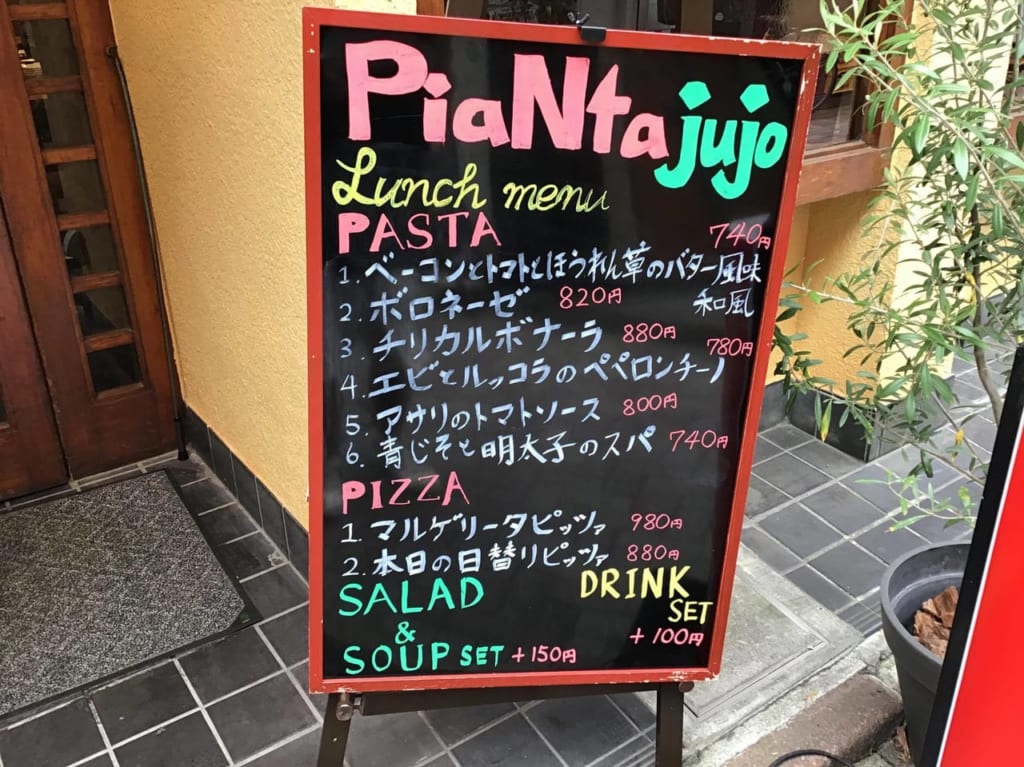 PiaNta jujo
Lunch menu
PASTA
740円
1. ベーコンとトマトとほうれん草のバター風味
和風
2. ボロネーゼ 820円
3. チリカルボナーラ 880円
780円
4. エビとルッコラのペペロンチーノ
5. アサリのトマトソース 800円
6. 青じそと明太子のスパ 740円
PIZZA
1. マルゲリータピッツァ 980円
2. 本日の日替りピッツァ 880円
SALAD
&
SOUP SET +150円
DRINK
SET
+100円